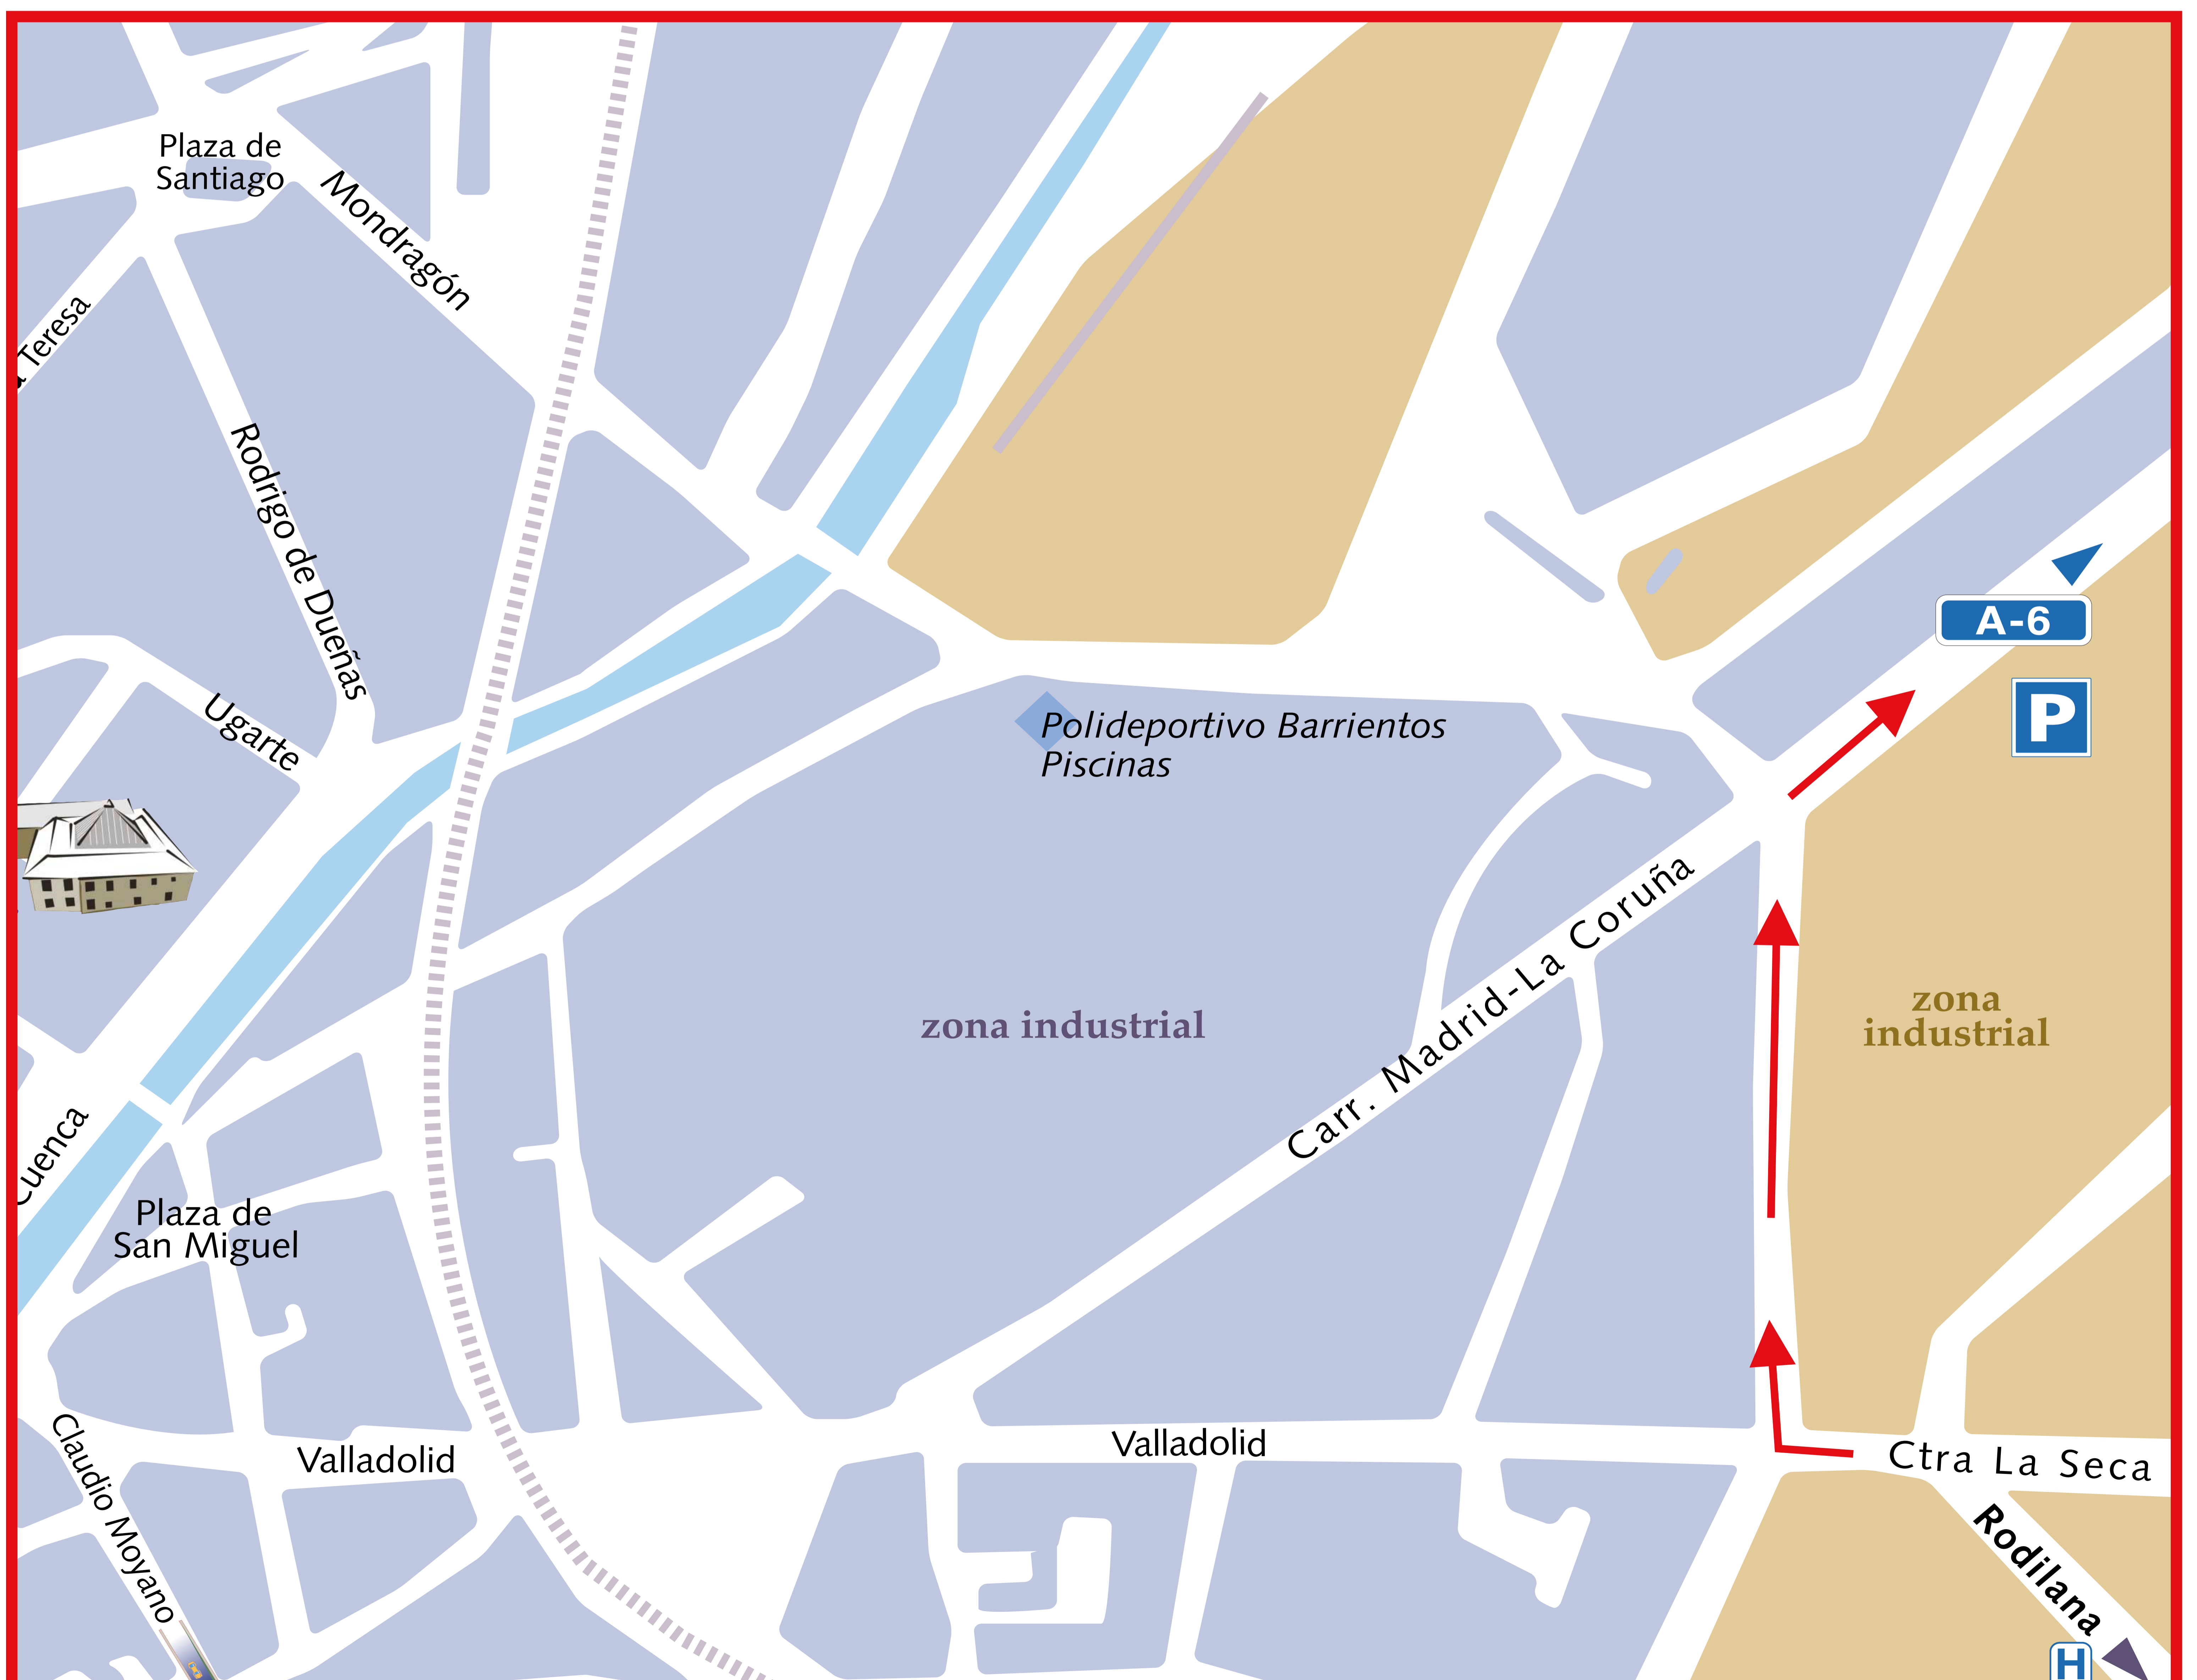 Plaza de
Santiago
Mondragón
Teresa
Rodrigo de Dueñas
Ugarte
A-6
P
Polideportivo Barrientos
Piscinas
Carr. Madrid-La Coruña
zona industrial
zona
industrial
Cuenca
Plaza de
San Miguel
Claudio Moyano
Valladolid
Valladolid
Ctra La Seca
Rodilana
H